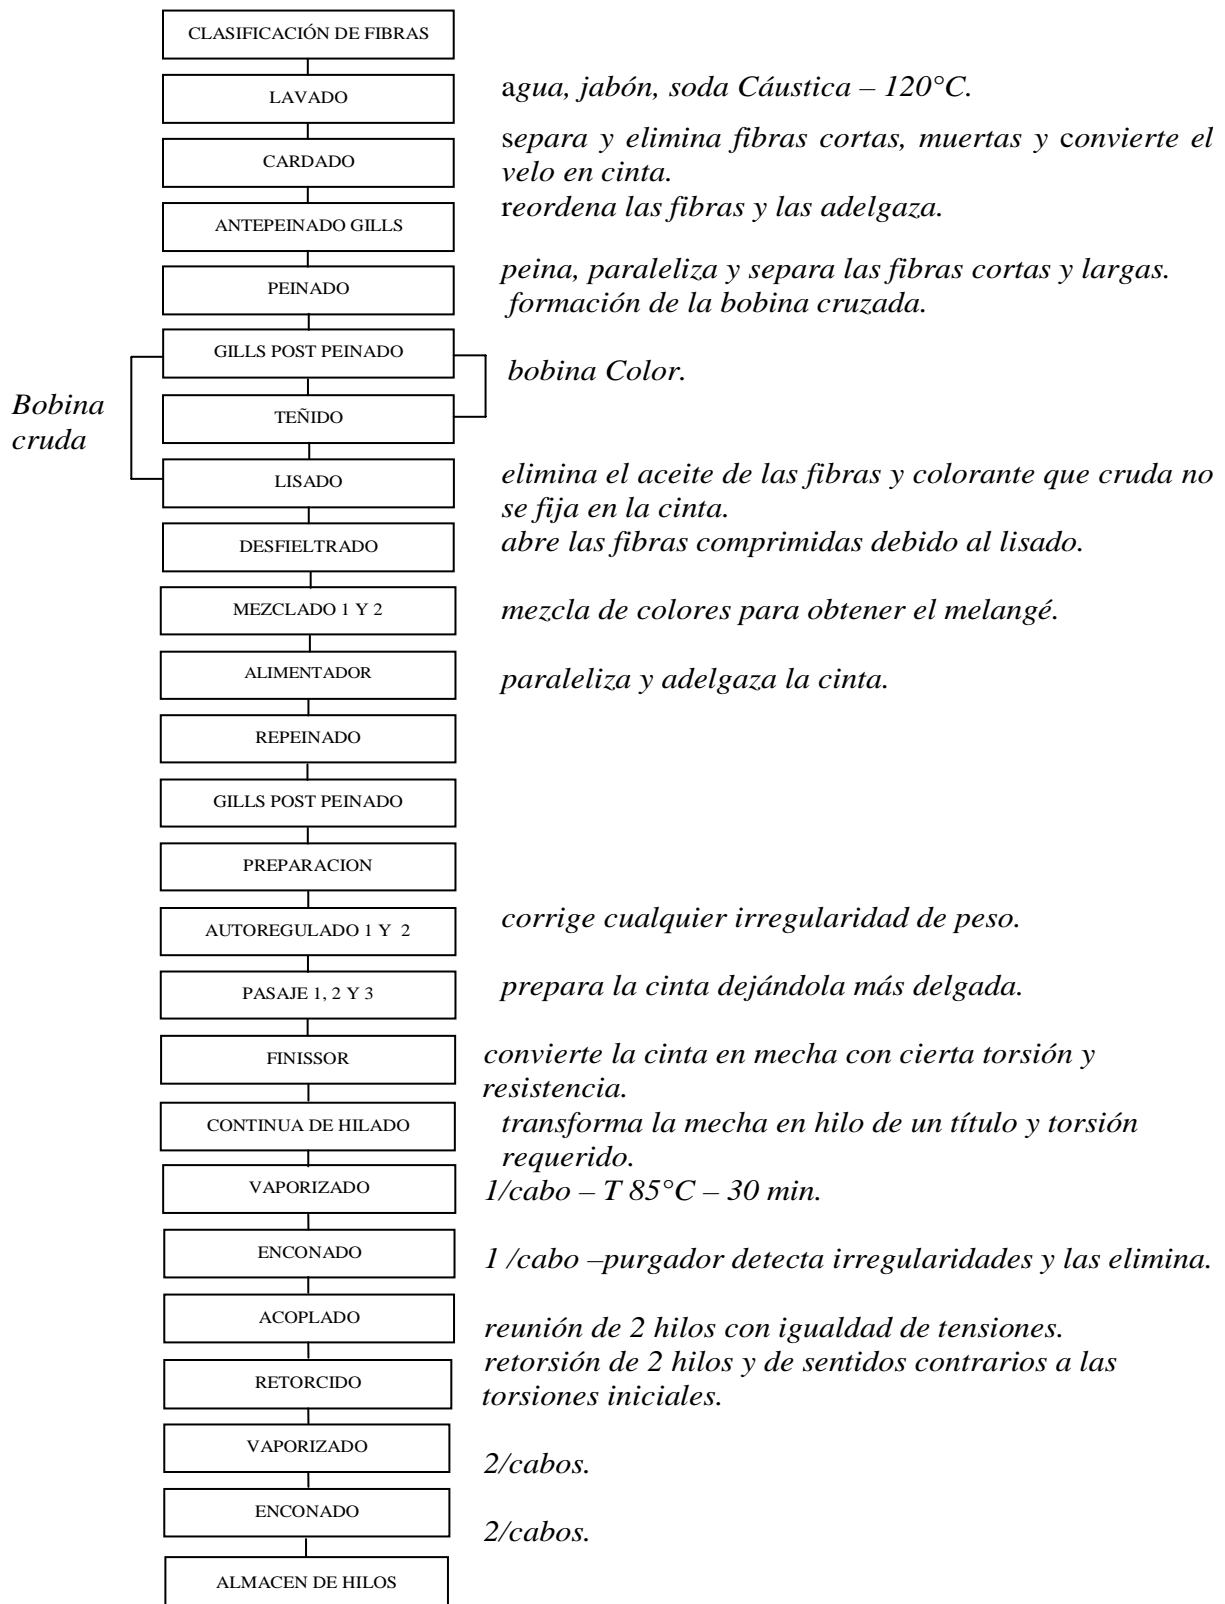 CLASIFICACIÓN DE FIBRAS
LAVADO
agua, jabón, soda Cáustica – 120°C.
CARDADO
separa y elimina fibras cortas, muertas y convierte el
velo en cinta.
ANTEPEINADO GILLS
reordena las fibras y las adelgaza.
PEINADO
peina, paraleliza y separa las fibras cortas y largas.
formación de la bobina cruzada.
GILLS POST PEINADO
bobina Color.
Bobina
cruda
TEÑIDO
LISADO
elimina el aceite de las fibras y colorante que cruda no
se fija en la cinta.
DESFIELTRADO
abre las fibras comprimidas debido al lisado.
MEZCLADO 1 Y 2
mezcla de colores para obtener el melangé.
ALIMENTADOR
paraleliza y adelgaza la cinta.
REPEINADO
GILLS POST PEINADO
PREPARACION
AUTOREGULADO 1 Y 2
corrige cualquier irregularidad de peso.
PASAJE 1, 2 Y 3
prepara la cinta dejándola más delgada.
FINISSOR
convierte la cinta en mecha con cierta torsión y
resistencia.
CONTINUA DE HILADO
transforma la mecha en hilo de un título y torsión
requerido.
VAPORIZADO
1/cabo – T 85°C – 30 min.
ENCONADO
1 /cabo –purgador detecta irregularidades y las elimina.
ACOPLADO
reunión de 2 hilos con igualdad de tensiones.
RETORCIDO
retorsión de 2 hilos y de sentidos contrarios a las
torsiones iniciales.
VAPORIZADO
2/cabos.
ENCONADO
2/cabos.
ALMACEN DE HILOS